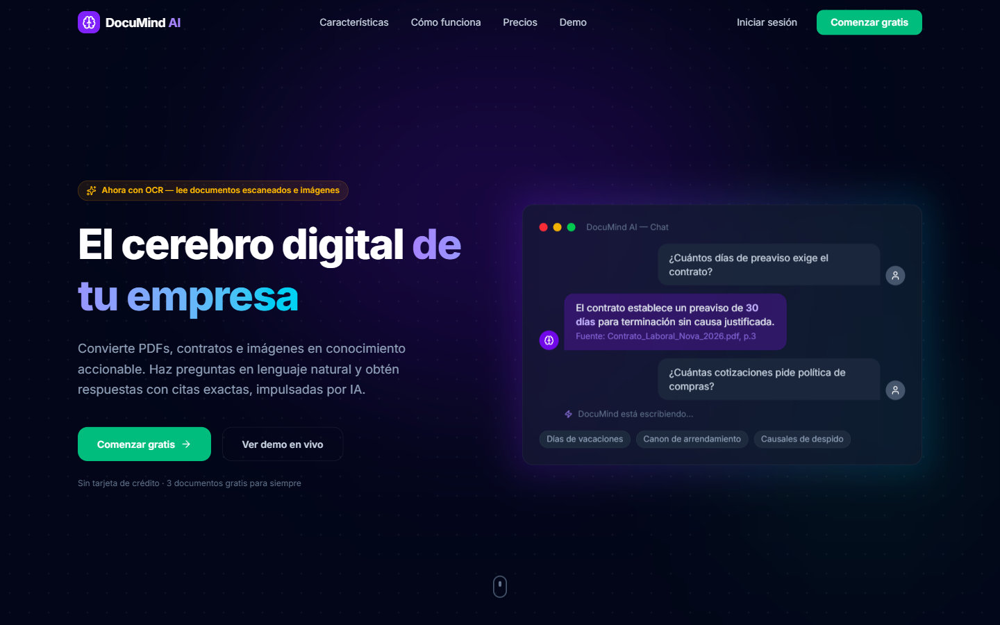 DocuMind AI
Características
Cómo funciona
Precios
Demo
Iniciar sesión
Comenzar gratis
Ahora con OCR — lee documentos escaneados e imágenes
El cerebro digital de
tu empresa
Convierte PDFs, contratos e imágenes en conocimiento
accionable. Haz preguntas en lenguaje natural y obtén
respuestas con citas exactas, impulsadas por IA.
Comenzar gratis →
Ver demo en vivo
Sin tarjeta de crédito · 3 documentos gratis para siempre
DocuMind AI — Chat
¿Cuántos días de preaviso exige el
contrato?
El contrato establece un preaviso de 30
días para terminación sin causa justificada.
Fuente: Contrato_Laboral_Nova_2026.pdf, p.3
¿Cuántas cotizaciones pide política de
compras?
DocuMind está escribiendo...
Días de vacaciones
Canon de arrendamiento
Causales de despido